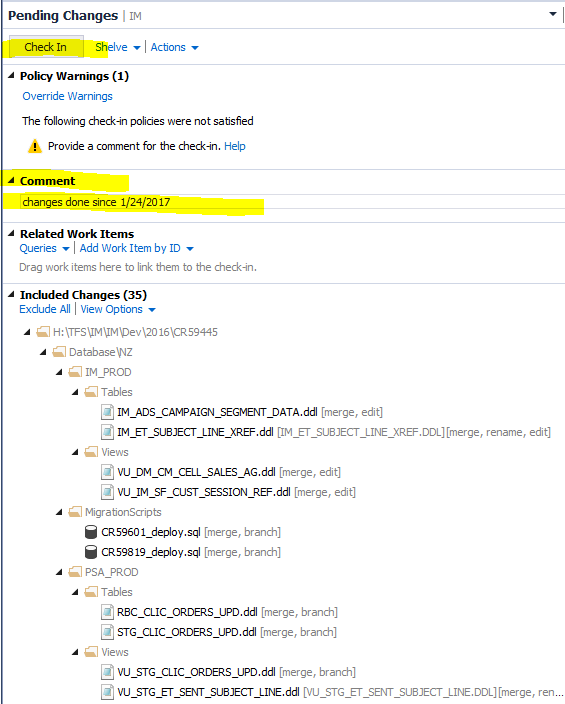 Pending Changes | IM
Check In Shelve | Actions
Policy Warnings (1)
Override Warnings
The following check-in policies were not satisfied
Provide a comment for the check-in. Help
Comment
changes done since 1/24/2017
Related Work Items
Queries | Add Work Item by ID
Drag work items here to link them to the check-in.
Included Changes (35)
Exclude All | View Options
H:\TFS\IM\IM\Dev\2016\CR59445
Database\NZ
IM_PROD
Tables
IM_ADS_CAMPAIGN_SEGMENT_DATA.ddl [merge, edit]
IM_ET_SUBJECT_LINE_XREF.ddl [IM_ET_SUBJECT_LINE_XREF.DDL][merge, rename, edit]
Views
VU_DM_CM_CELL_SALES_AG.ddl [merge, edit]
VU_IM_SF_CUST_SESSION_REF.ddl [merge, edit]
MigrationScripts
CR59601_deploy.sql [merge, branch]
CR59819_deploy.sql [merge, branch]
PSA_PROD
Tables
RBC_CLIC_ORDERS_UPD.ddl [merge, branch]
STG_CLIC_ORDERS_UPD.ddl [merge, branch]
Views
VU_STG_CLIC_ORDERS_UPD.ddl [merge, branch]
VU_STG_ET_SENT_SUBJECT_LINE.ddl [VU_STG_ET_SENT_SUBJECT_LINE.DDL][merge, ren...